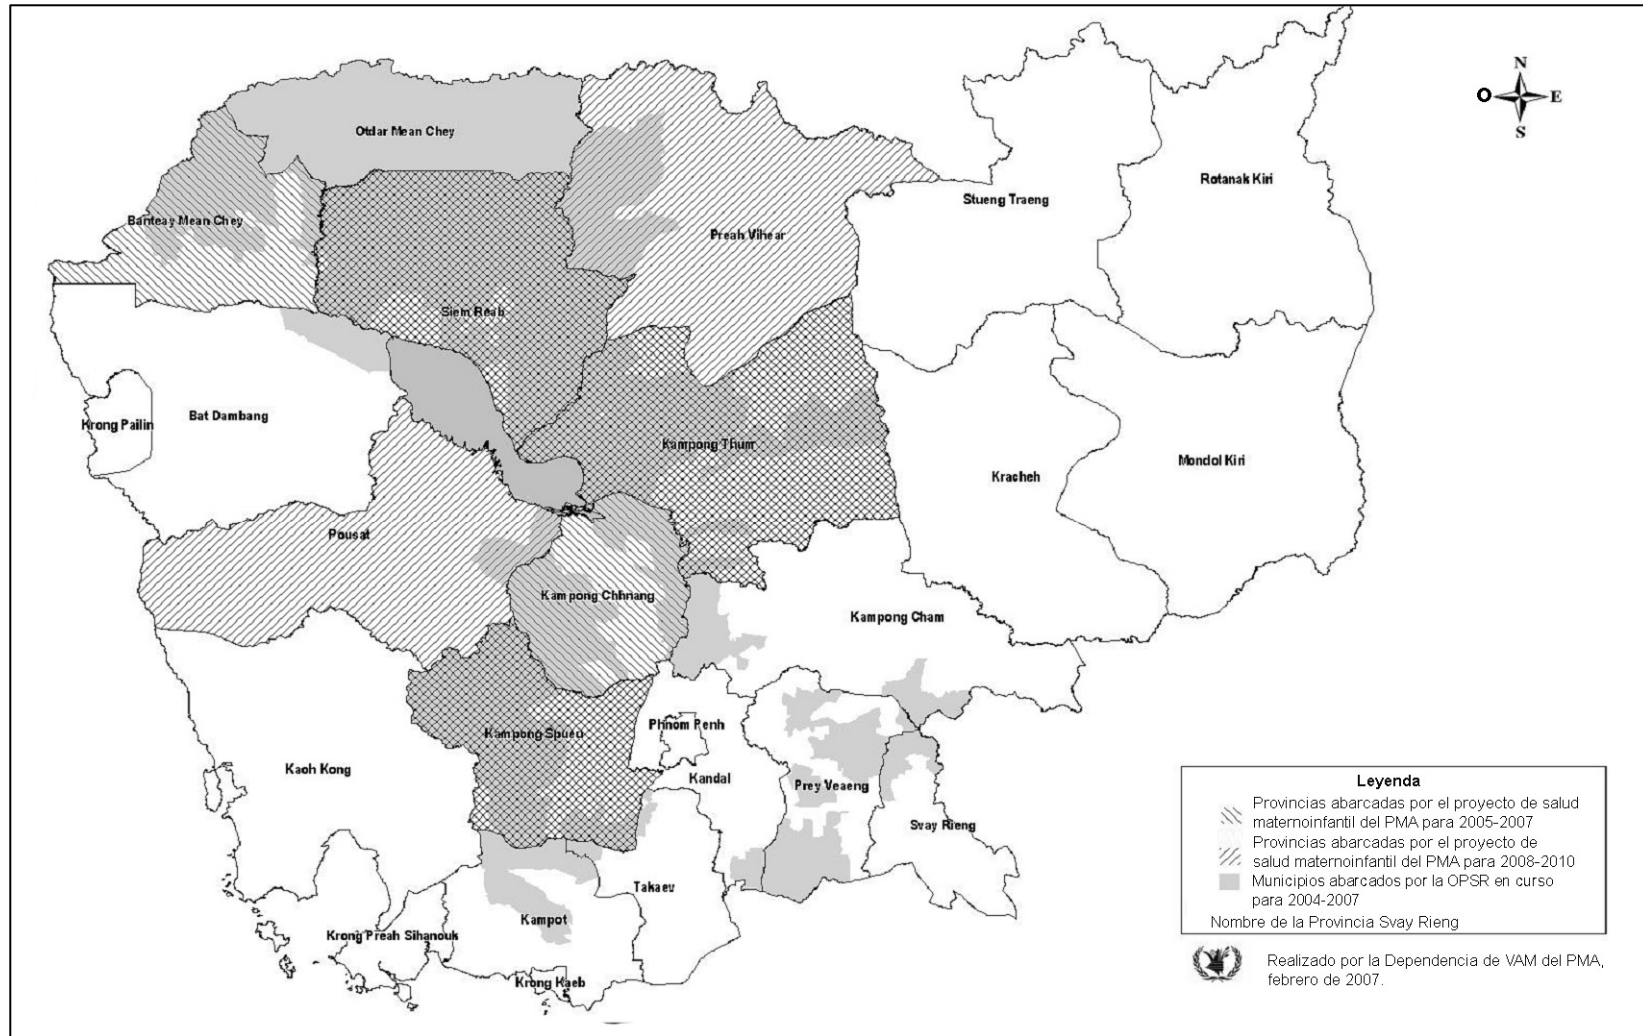 N
O
E
S
Otdar Mean Chey
Banteay Mean Chey
Preah Vihear
Stueng Traeng
Rotanak Kiri
Siem Reab
Krong Pailin
Bat Dambang
Kampong Thum
Kracheh
Mondol Kiri
Pousat
Kampong Chhnang
Kampong Cham
Kampong Spueu
Phnom Penh
Kaoh Kong
Kandal
Prey Veaeng
Svay Rieng
Takaev
Kampot
Krong Preah Sihanouk
Krong Kaeb
Leyenda
Provincias abarcadas por el proyecto de salud
maternoinfantil del PMA para 2005-2007
Provincias abarcadas por el proyecto de
salud maternoinfantil del PMA para 2008-2010
Municipios abarcados por la OPSR en curso
para 2004-2007
Nombre de la Provincia Svay Rieng
Realizado por la Dependencia de VAM del PMA,
febrero de 2007.